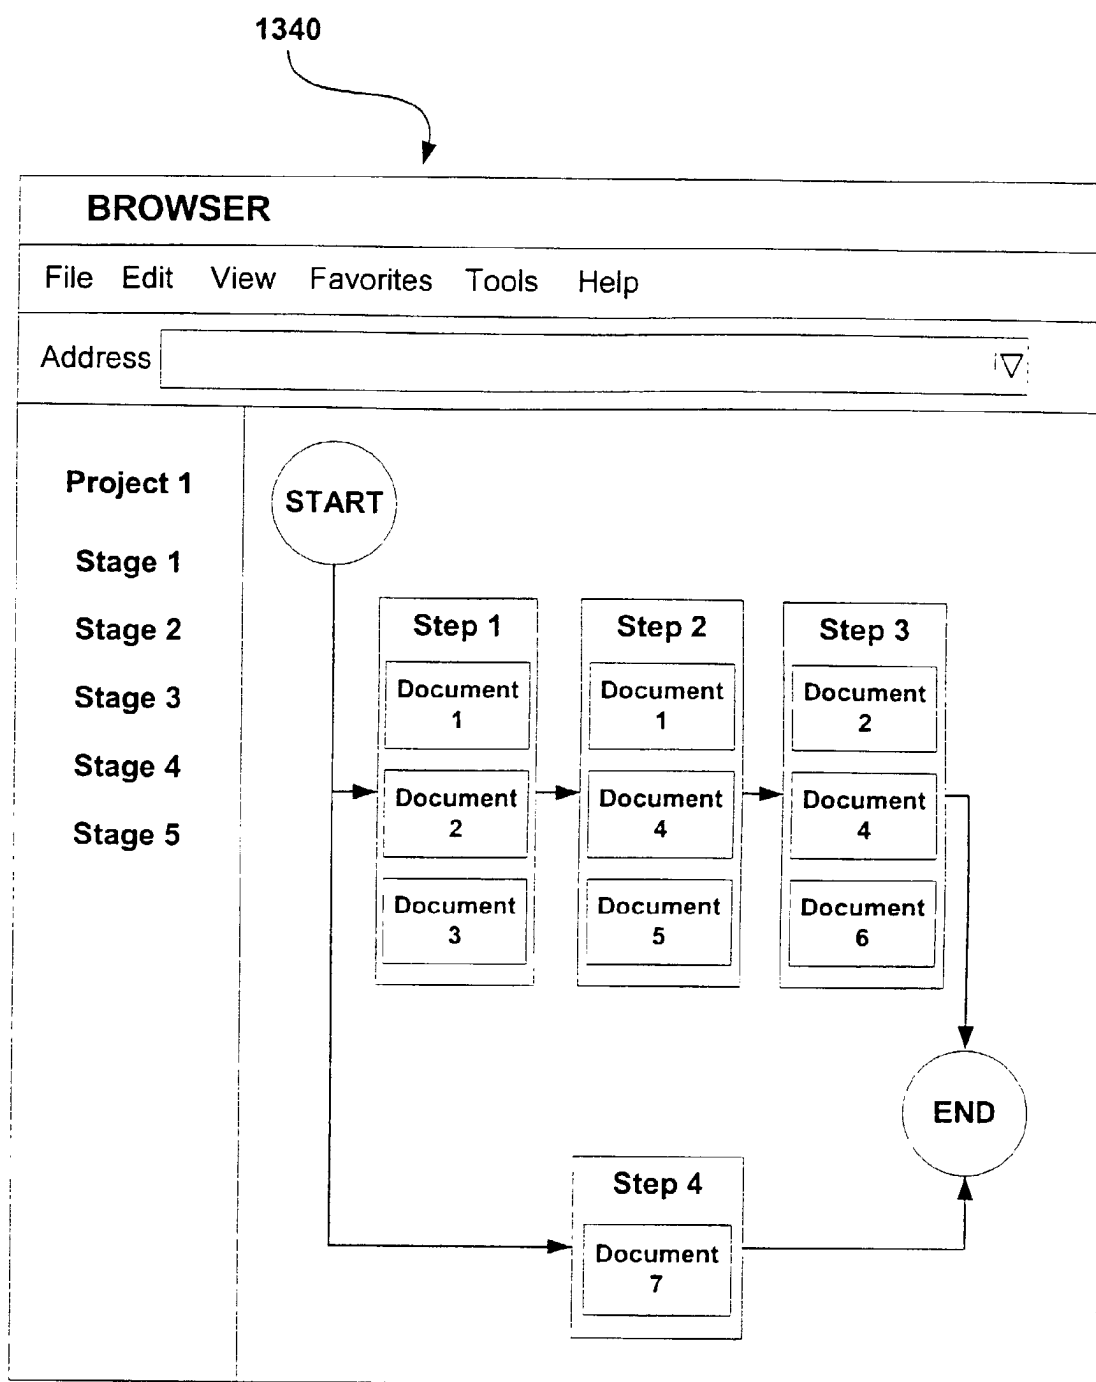 1340
BROWSER
File Edit View Favorites Tools Help
Address
Project 1
Stage 1
Stage 2
Stage 3
Stage 4
Stage 5
START
Step 1
Document
1
Document
2
Document
3
Step 2
Document
1
Document
4
Document
5
Step 3
Document
2
Document
4
Document
6
END
Step 4
Document
7